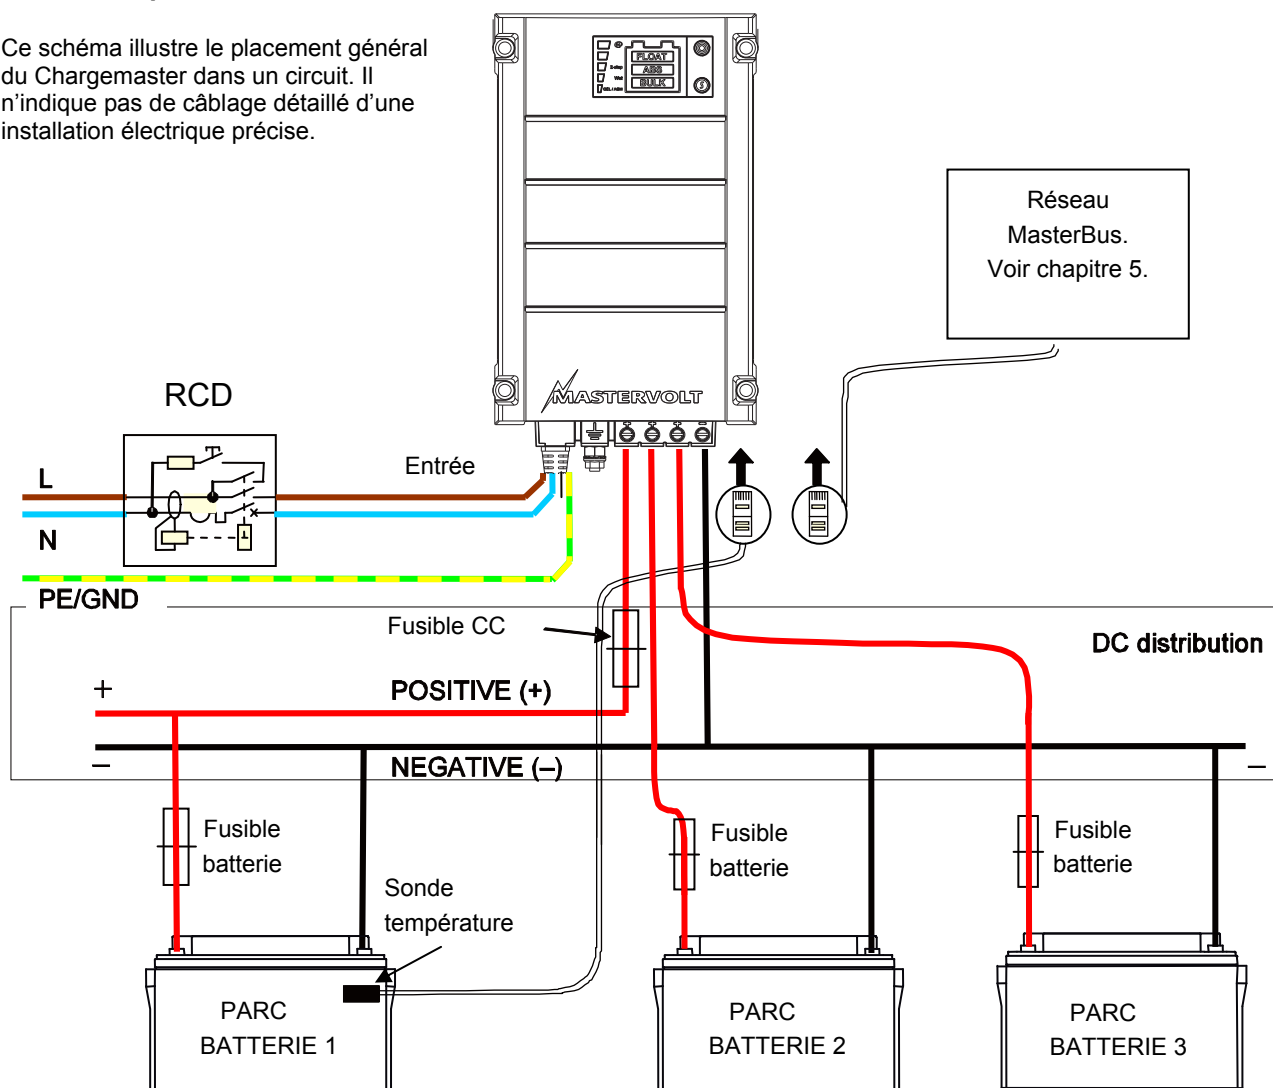 Ce schéma illustre le placement général
du Chargemaster dans un circuit. Il
n'indique pas de câblage détaillé d'une
installation électrique précise.
FLOAT
ABS
BULK
Réseau
MasterBus.
Voir chapitre 5.
MASTERVOLT
RCD
L
Entrée
N
PE/GND
Fusible CC
DC distribution
+
POSITIVE (+)
–
NEGATIVE (–)
–
Fusible
batterie
Fusible
batterie
Fusible
batterie
Sonde
température
PARC
BATTERIE 1
PARC
BATTERIE 2
PARC
BATTERIE 3